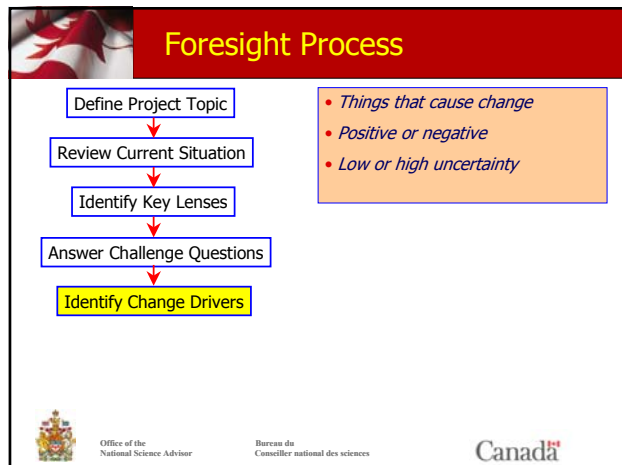 Foresight Process
Define Project Topic
Review Current Situation
Identify Key Lenses
Answer Challenge Questions
Identify Change Drivers
• Things that cause change
• Positive or negative
• Low or high uncertainty
Office of the
National Science Advisor
Bureau du
Conseiller national des sciences
Canada